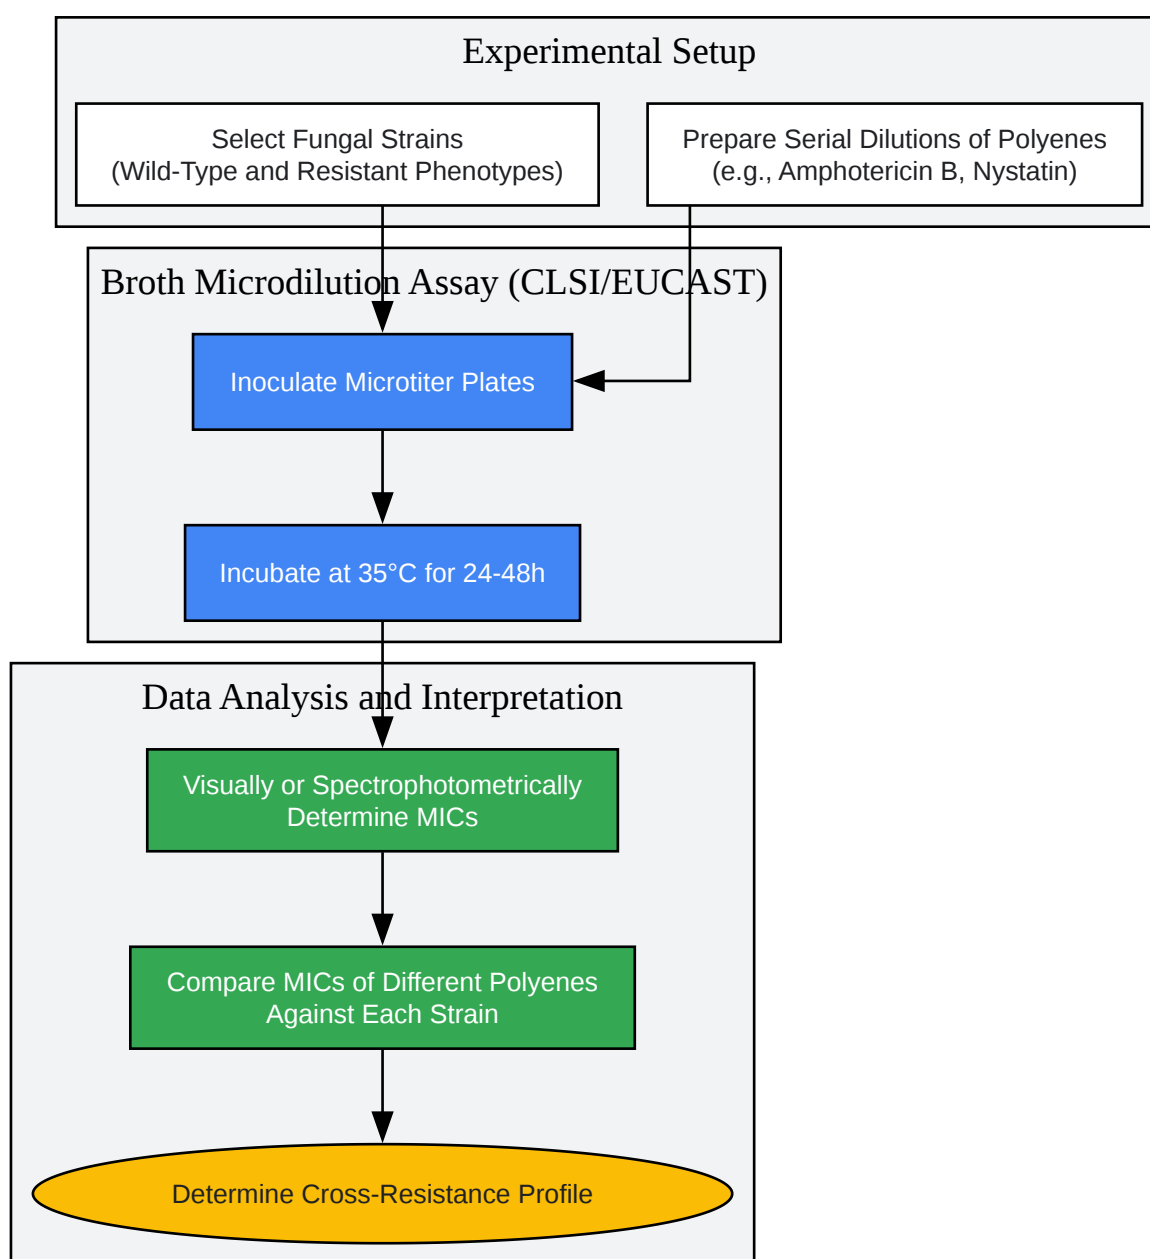 Experimental Setup
Select Fungal Strains
(Wild-Type and Resistant Phenotypes)
Prepare Serial Dilutions of Polyenes
(e.g., Amphotericin B, Nystatin)
Broth Microdilution Assay (CLSI/EUCAST)
Inoculate Microtiter Plates
Incubate at 35°C for 24-48h
Data Analysis and Interpretation
Visually or Spectrophotometrically
Determine MICs
Compare MICs of Different Polyenes
Against Each Strain
Determine Cross-Resistance Profile